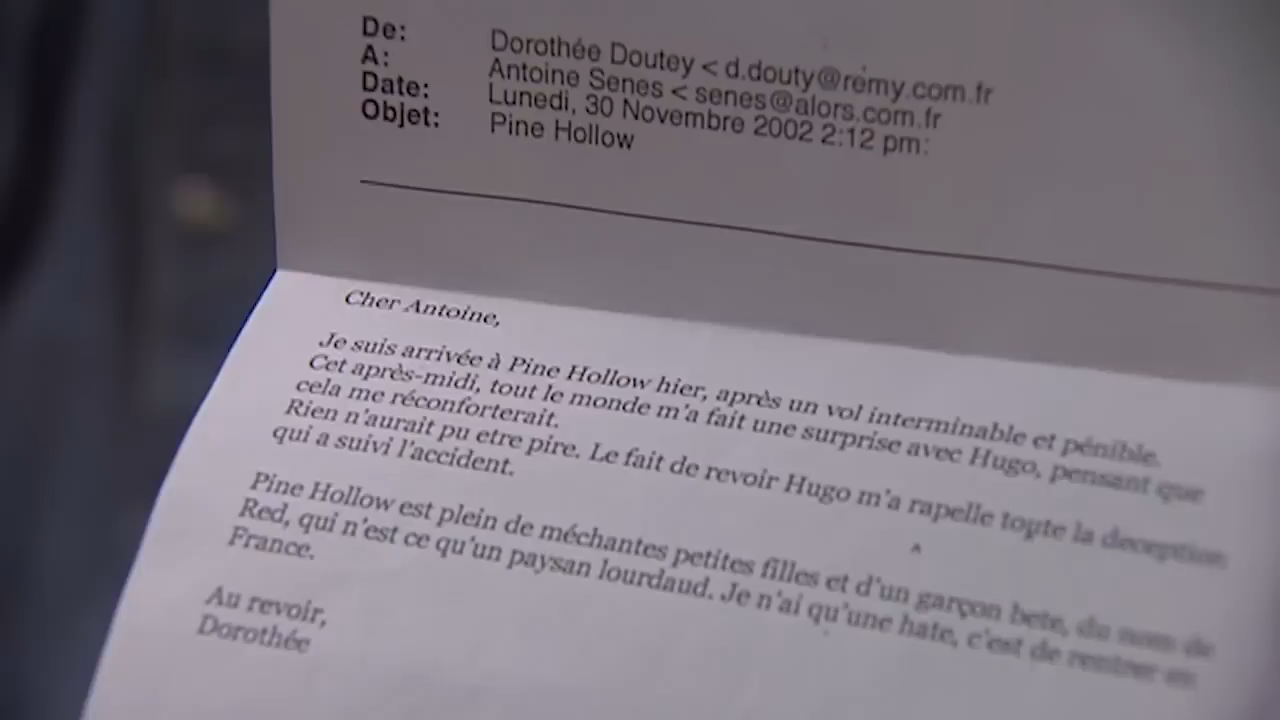 De: Dorothée Doutey < d.douty@remy.com.fr
A: Antoine Senes < senes@alors.com.fr
Date: Lunedi, 30 Novembre 2002 2:12 pm:
Objet: Pine Hollow
Cher Antoine,
Je suis arrivée à Pine Hollow hier, après un vol interminable et pénible.
Cet après-midi, tout le monde m'a fait une surprise avec Hugo, pensant que
cela me réconforterait.
Rien n'aurait pu etre pire. Le fait de revoir Hugo m'a rapelle toute la deception
qui a suivi l'accident.
Pine Hollow est plein de méchantes petites filles et d'un garçon bete, du nom de
Red, qui n'est ce qu'un paysan lourdaud. Je n'ai qu'une hate, c'est de rentrer en
France.
Au revoir,
Dorothée